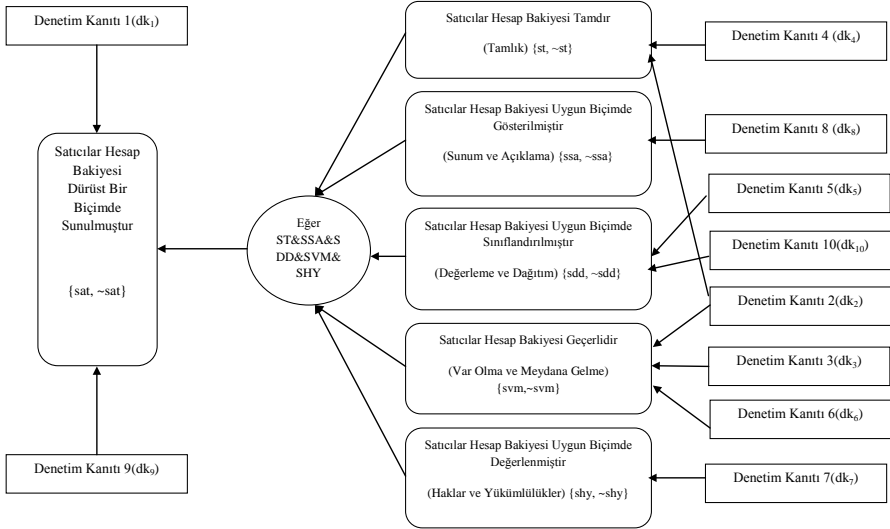 Denetim Kanıtı 1(dk₁)
Satıcılar Hesap
Bakiyesi
Dürüst Bir
Biçimde
Sunulmuştur
{sat, ~sat}
Denetim Kanıtı 9(dk₉)
Eğer
ST&SSA&S
DD&SVM&
SHY
Satıcılar Hesap Bakiyesi Tamdır
(Tamlık) {st, ~st}
Satıcılar Hesap Bakiyesi Uygun Biçimde
Gösterilmiştir
(Sunum ve Açıklama) {ssa, ~ssa}
Satıcılar Hesap Bakiyesi Uygun Biçimde
Sınıflandırılmıştır
(Değerleme ve Dağıtım) {sdd, ~sdd}
Satıcılar Hesap Bakiyesi Geçerlidir
(Var Olma ve Meydana Gelme)
{svm,~svm}
Satıcılar Hesap Bakiyesi Uygun Biçimde
Değerlenmiştir
(Haklar ve Yükümlülükler) {shy, ~shy}
Denetim Kanıtı 4 (dk₄)
Denetim Kanıtı 8 (dk₈)
Denetim Kanıtı 5(dk₅)
Denetim Kanıtı 10(dk₁₀)
Denetim Kanıtı 2(dk₂)
Denetim Kanıtı 3(dk₃)
Denetim Kanıtı 6(dk₆)
Denetim Kanıtı 7(dk₇)